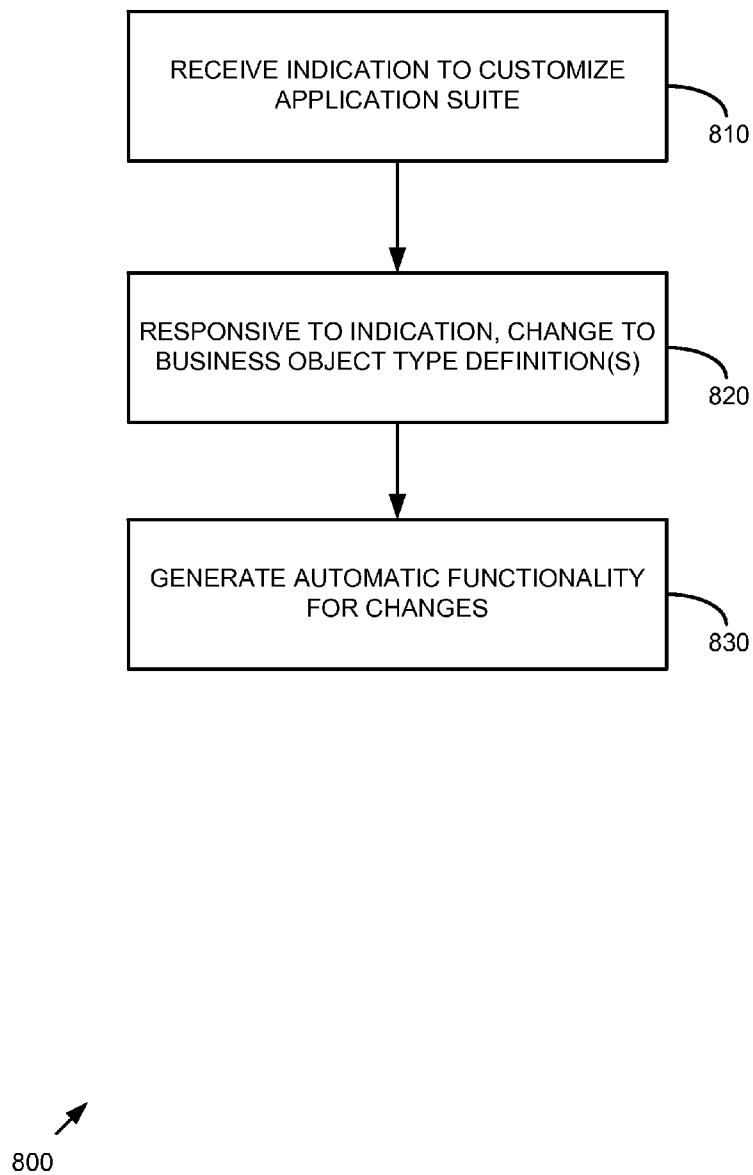 RECEIVE INDICATION TO CUSTOMIZE
APPLICATION SUITE
810
RESPONSIVE TO INDICATION, CHANGE TO
BUSINESS OBJECT TYPE DEFINITION(S)
820
GENERATE AUTOMATIC FUNCTIONALITY
FOR CHANGES
830
800